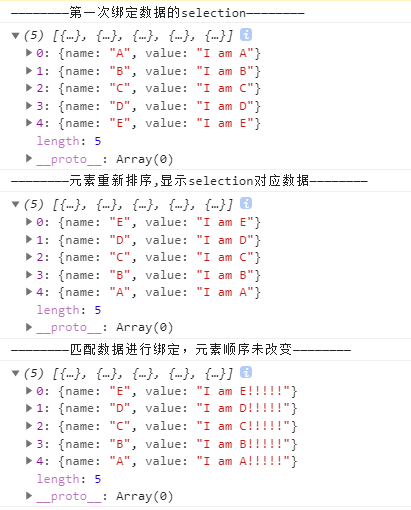 ————————第一次绑定数据的selection————————
▼ (5) [{…}, {…}, {…}, {…}, {…}] i
▶ 0: {name: "A", value: "I am A"}
▶ 1: {name: "B", value: "I am B"}
▶ 2: {name: "C", value: "I am C"}
▶ 3: {name: "D", value: "I am D"}
▶ 4: {name: "E", value: "I am E"}
length: 5
▶ __proto__: Array(0)
————————元素重新排序,显示selection对应数据————————
▼ (5) [{…}, {…}, {…}, {…}, {…}] i
▶ 0: {name: "E", value: "I am E"}
▶ 1: {name: "D", value: "I am D"}
▶ 2: {name: "C", value: "I am C"}
▶ 3: {name: "B", value: "I am B"}
▶ 4: {name: "A", value: "I am A"}
length: 5
▶ __proto__: Array(0)
————————匹配数据进行绑定，元素顺序未改变————————
▼ (5) [{…}, {…}, {…}, {…}, {…}] i
▶ 0: {name: "E", value: "I am E!!!!!"}
▶ 1: {name: "D", value: "I am D!!!!!"}
▶ 2: {name: "C", value: "I am C!!!!!"}
▶ 3: {name: "B", value: "I am B!!!!!"}
▶ 4: {name: "A", value: "I am A!!!!!"}
length: 5
▶ __proto__: Array(0)